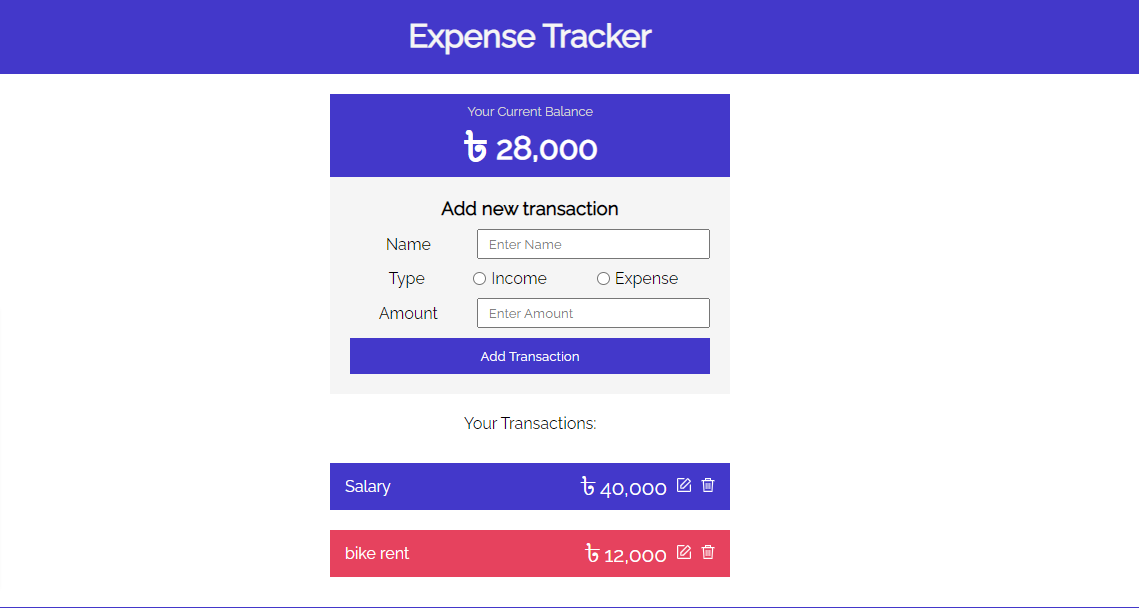 Expense Tracker
Your Current Balance
৳ 28,000
Add new transaction
Name Enter Name
Type Income Expense
Amount Enter Amount
Add Transaction
Your Transactions:
Salary ৳ 40,000
bike rent ৳ 12,000